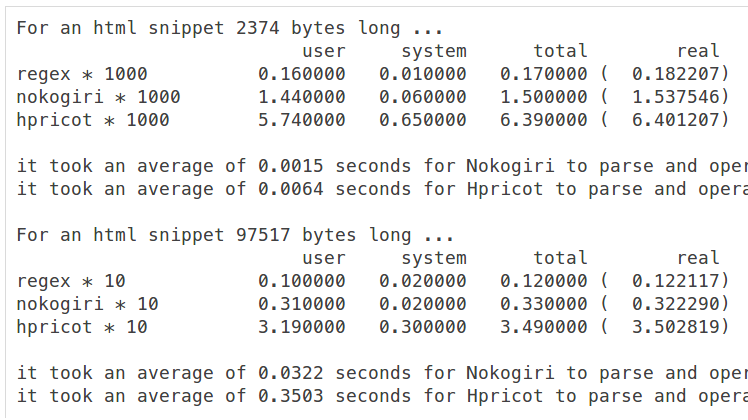 For an html snippet 2374 bytes long ...
user system total real
regex * 1000 0.160000 0.010000 0.170000 ( 0.182207)
nokogiri * 1000 1.440000 0.060000 1.500000 ( 1.537546)
hpricot * 1000 5.740000 0.650000 6.390000 ( 6.401207)
it took an average of 0.0015 seconds for Nokogiri to parse and
it took an average of 0.0064 seconds for Hpricot to parse and
For an html snippet 97517 bytes long ...
user system total real
regex * 10 0.100000 0.020000 0.120000 ( 0.122117)
nokogiri * 10 0.310000 0.020000 0.330000 ( 0.322290)
hpricot * 10 3.190000 0.300000 3.490000 ( 3.502819)
it took an average of 0.0322 seconds for Nokogiri to parse and
it took an average of 0.3503 seconds for Hpricot to parse and